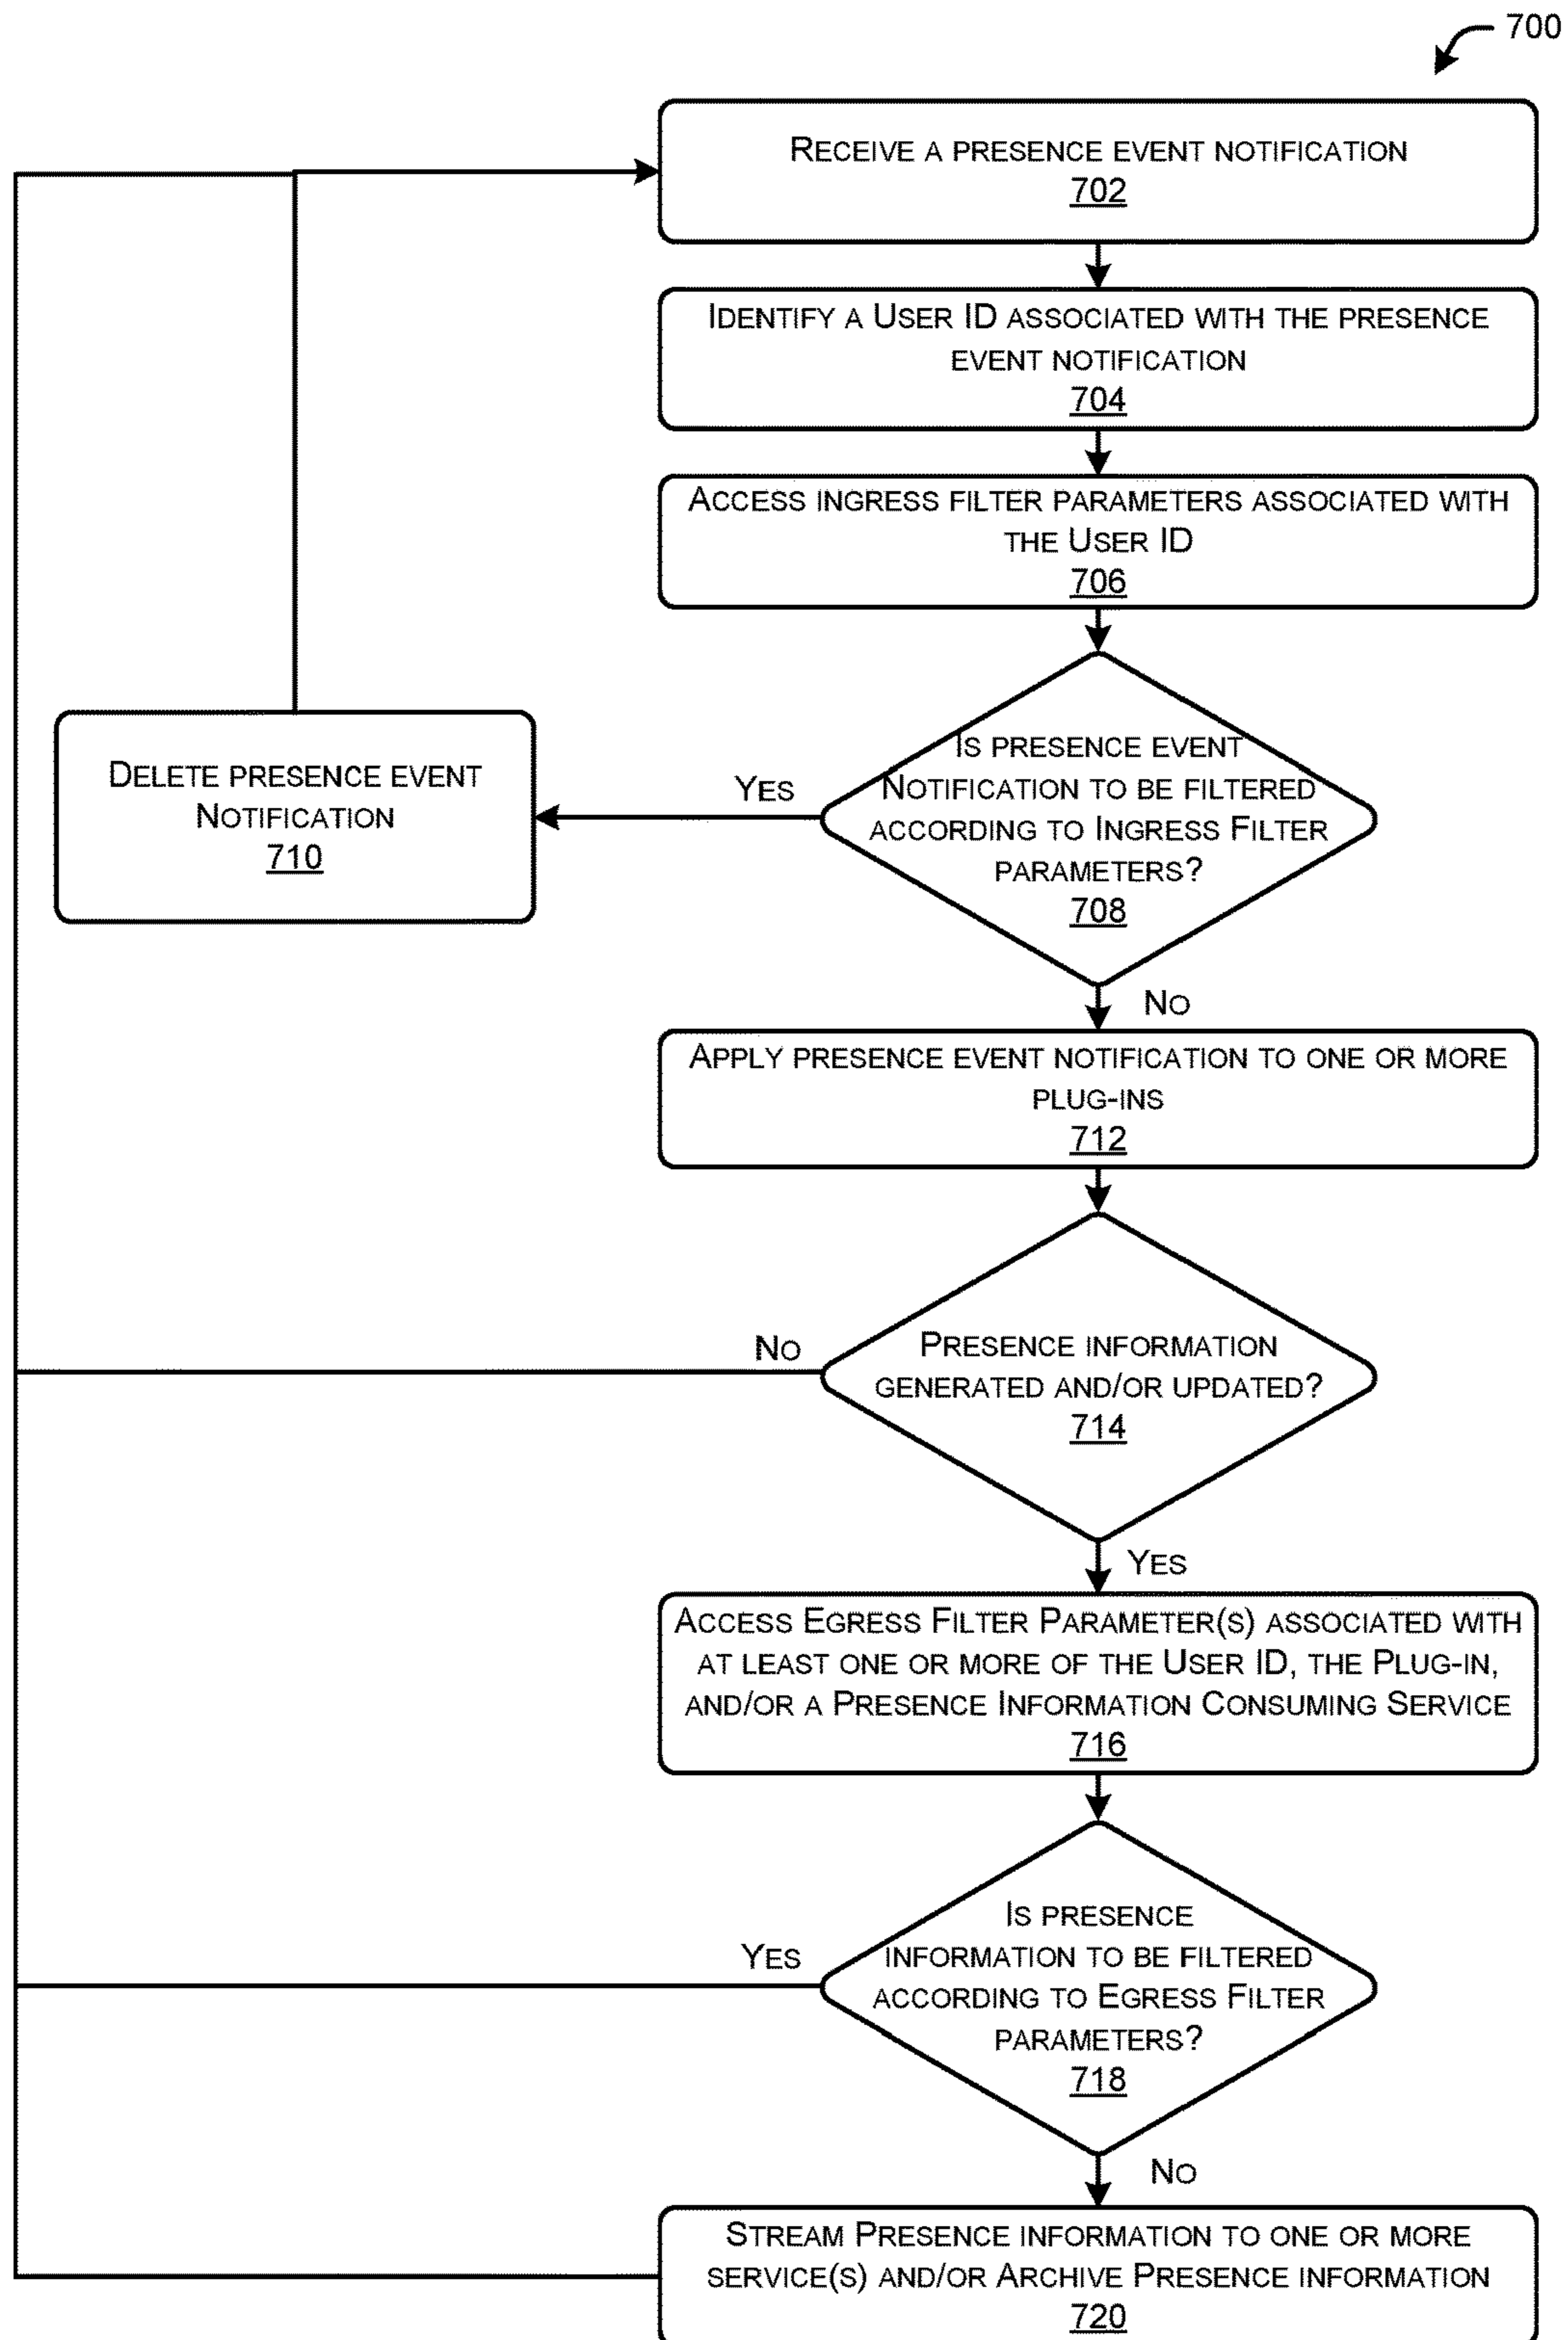 700
RECEIVE A PRESENCE EVENT NOTIFICATION
702
IDENTIFY A USER ID ASSOCIATED WITH THE PRESENCE
EVENT NOTIFICATION
704
ACCESS INGRESS FILTER PARAMETERS ASSOCIATED WITH
THE USER ID
706
IS PRESENCE EVENT
NOTIFICATION TO BE FILTERED
ACCORDING TO INGRESS FILTER
PARAMETERS?
708
YES
DELETE PRESENCE EVENT
NOTIFICATION
710
NO
APPLY PRESENCE EVENT NOTIFICATION TO ONE OR MORE
PLUG-INS
712
PRESENCE INFORMATION
GENERATED AND/OR UPDATED?
714
NO
YES
ACCESS EGRESS FILTER PARAMETER(S) ASSOCIATED WITH
AT LEAST ONE OR MORE OF THE USER ID, THE PLUG-IN,
AND/OR A PRESENCE INFORMATION CONSUMING SERVICE
716
IS PRESENCE
INFORMATION TO BE FILTERED
ACCORDING TO EGRESS FILTER
PARAMETERS?
718
YES
NO
STREAM PRESENCE INFORMATION TO ONE OR MORE
SERVICE(S) AND/OR ARCHIVE PRESENCE INFORMATION
720